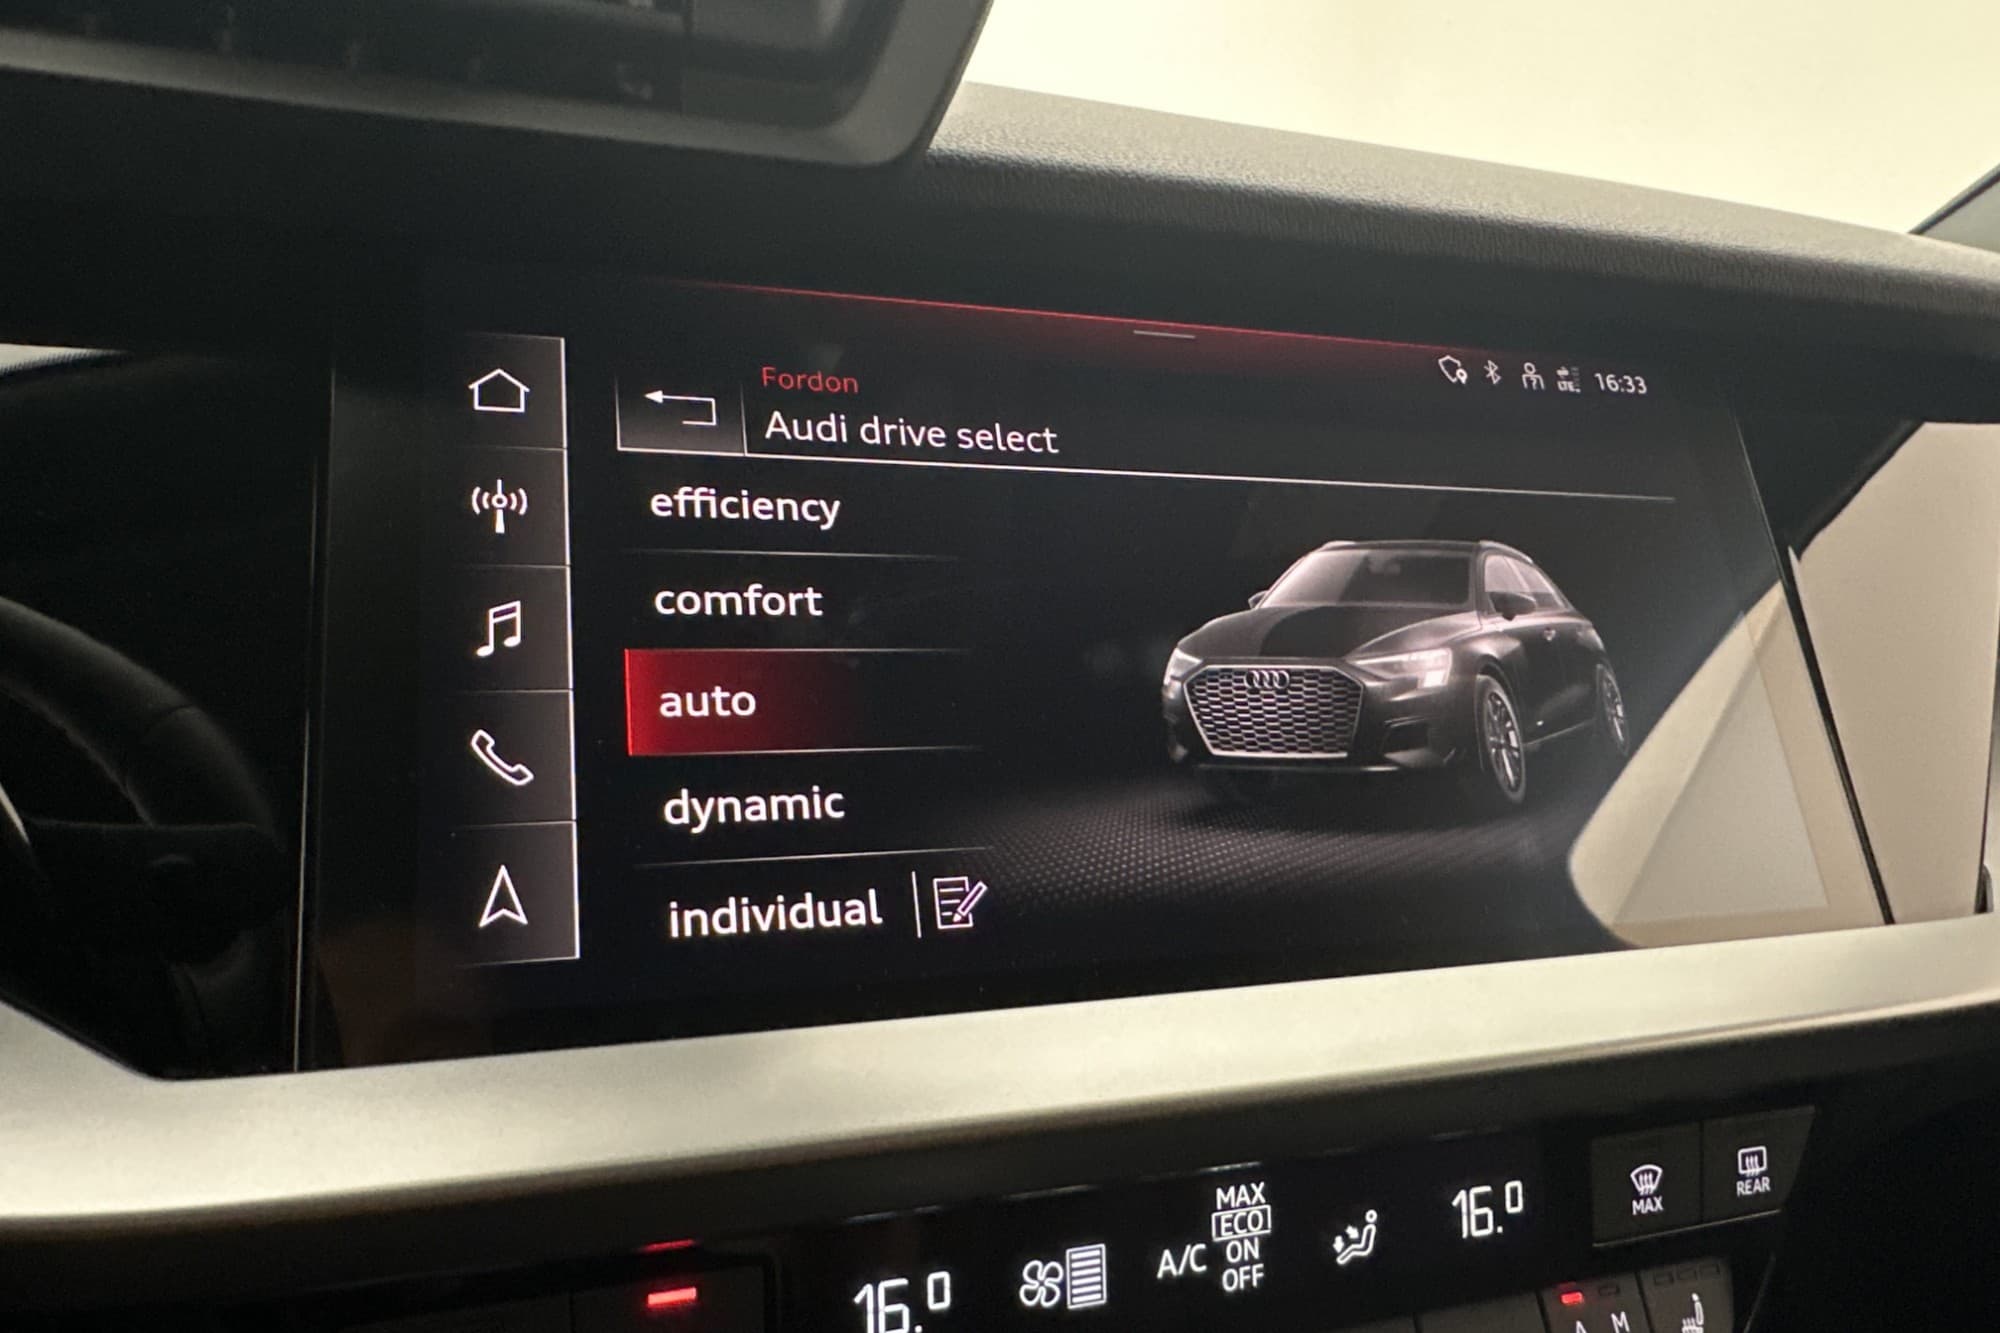 Fordon
Audi drive select
LTE 16:33
efficiency
comfort
auto
dynamic
individual
16.0
A/C
MAX
ECO
ON
OFF
16.0
MAX
REAR
A M